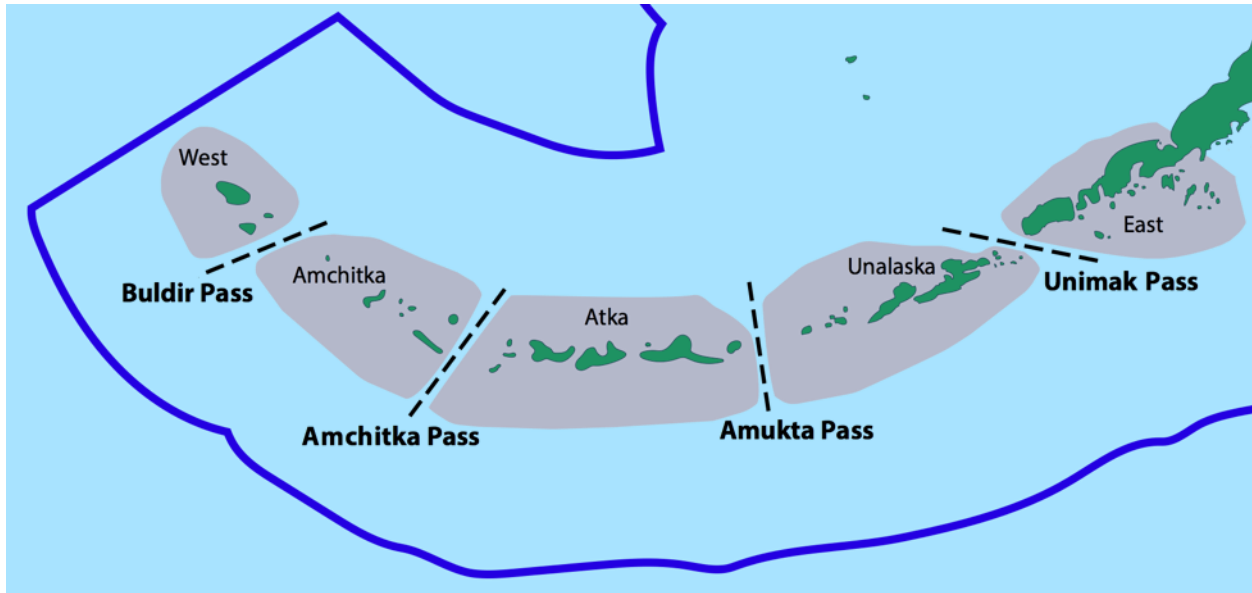 West
Buldir Pass
Amchitka
Amchitka Pass
Atka
Amukta Pass
Unalaska
Unimak Pass
East